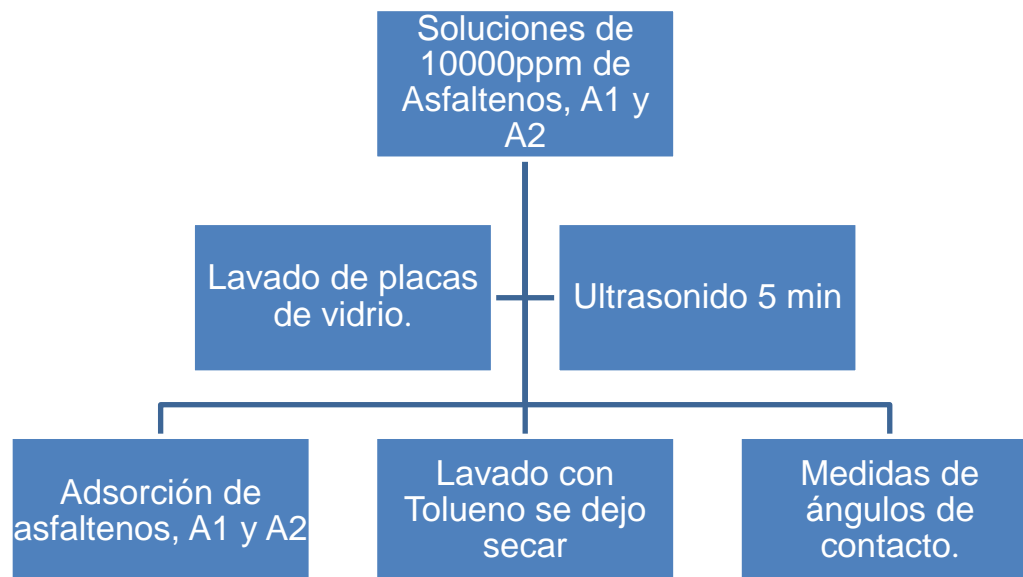 Soluciones de
10000ppm de
Asfaltenos, A1 y
A2
Lavado de placas
de vidrio.
Ultrasonido 5 min
Adsorción de
asfaltenos, A1 y A2
Lavado con
Tolueno se dejo
secar
Medidas de
ángulos de
contacto.